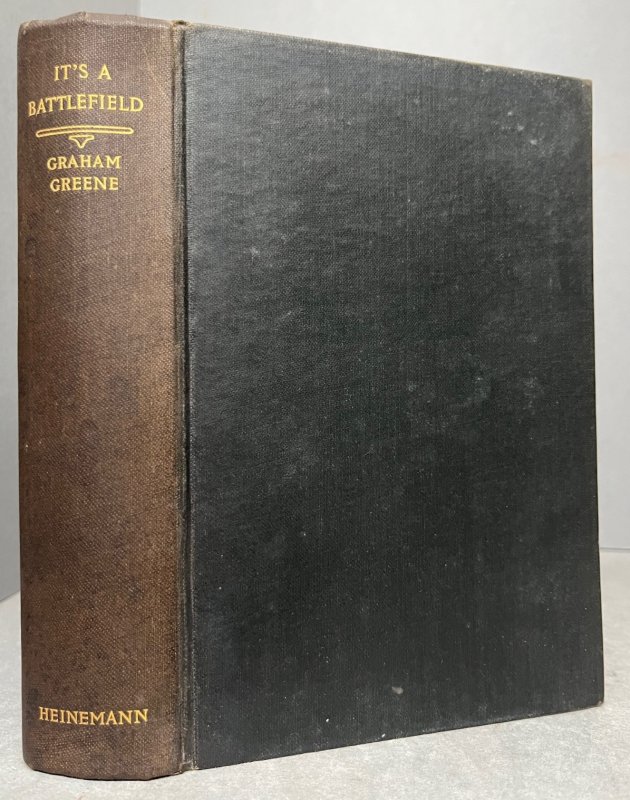 IT'S A
BATTLEFIELD
GRAHAM
GREENE
HEINEMANN